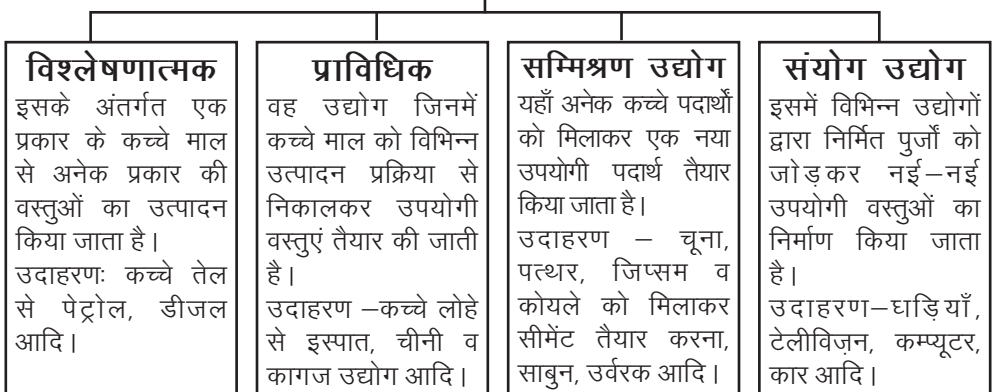 विश्लेषणात्मक
इसके अंतर्गत एक
प्रकार के कच्चे माल
से अनेक प्रकार की
वस्तुओं का उत्पादन
किया जाता है।
उदाहरणः कच्चे तेल
से पेट्रोल, डीजल
आदि।
प्राविधिक
वह उद्योग जिनमें
कच्चे माल को विभिन्न
उत्पादन प्रक्रिया से
निकालकर उपयोगी
वस्तुएं तैयार की जाती
है।
उदाहरण –कच्चे लोहे
से इस्पात, चीनी व
कागज उद्योग आदि।
सम्मिश्रण उद्योग
यहाँ अनेक कच्चे पदार्थों
को मिलाकर एक नया
उपयोगी पदार्थ तैयार
किया जाता है।
उदाहरण – चूना,
पत्थर, जिप्सम व
कोयले को मिलाकर
सीमेंट तैयार करना,
साबुन, उर्वरक आदि।
संयोग उद्योग
इसमें विभिन्न उद्योगों
द्वारा निर्मित पुर्जों को
जोड़कर नई–नई
उपयोगी वस्तुओं का
निर्माण किया जाता
है।
उदाहरण–घड़ियाँ,
टेलीविज़न, कम्प्यूटर,
कार आदि।